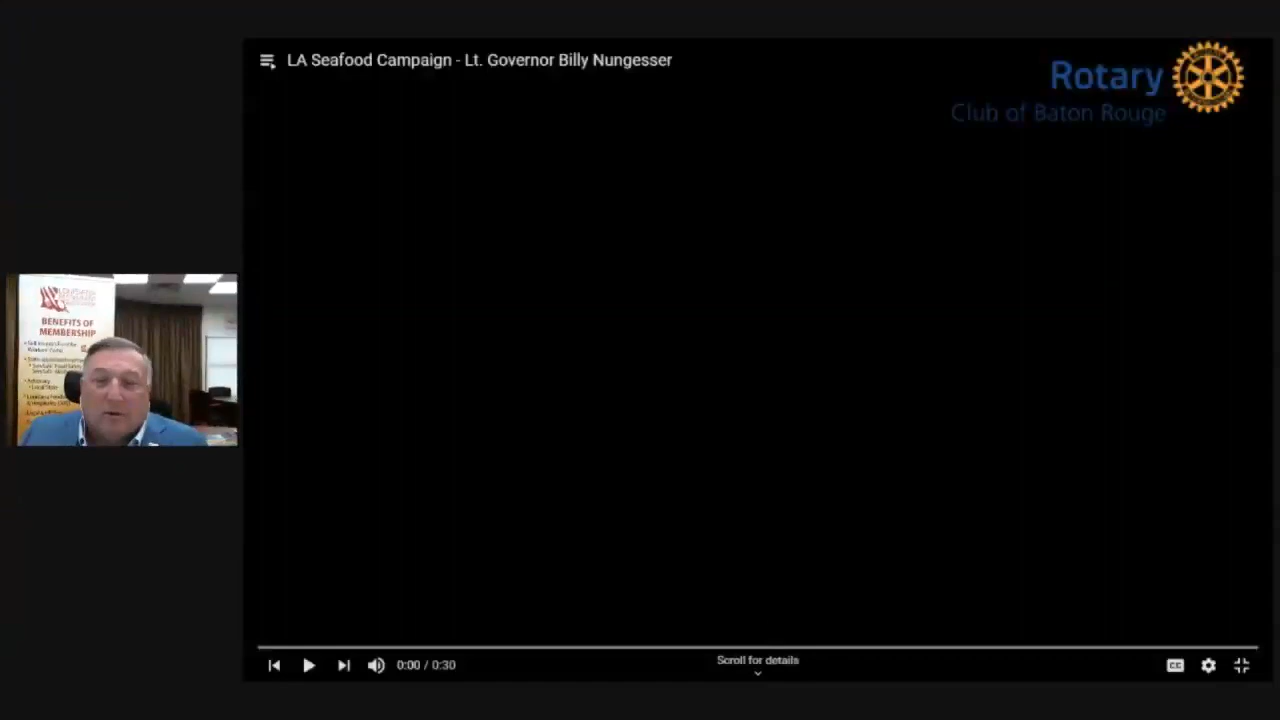 LA Seafood Campaign - Lt. Governor Billy Nungesser
Rotary
Club of Baton Rouge
BENEFITS OF
MEMBERSHIP
0:00 / 0:30
Scroll for details
CC